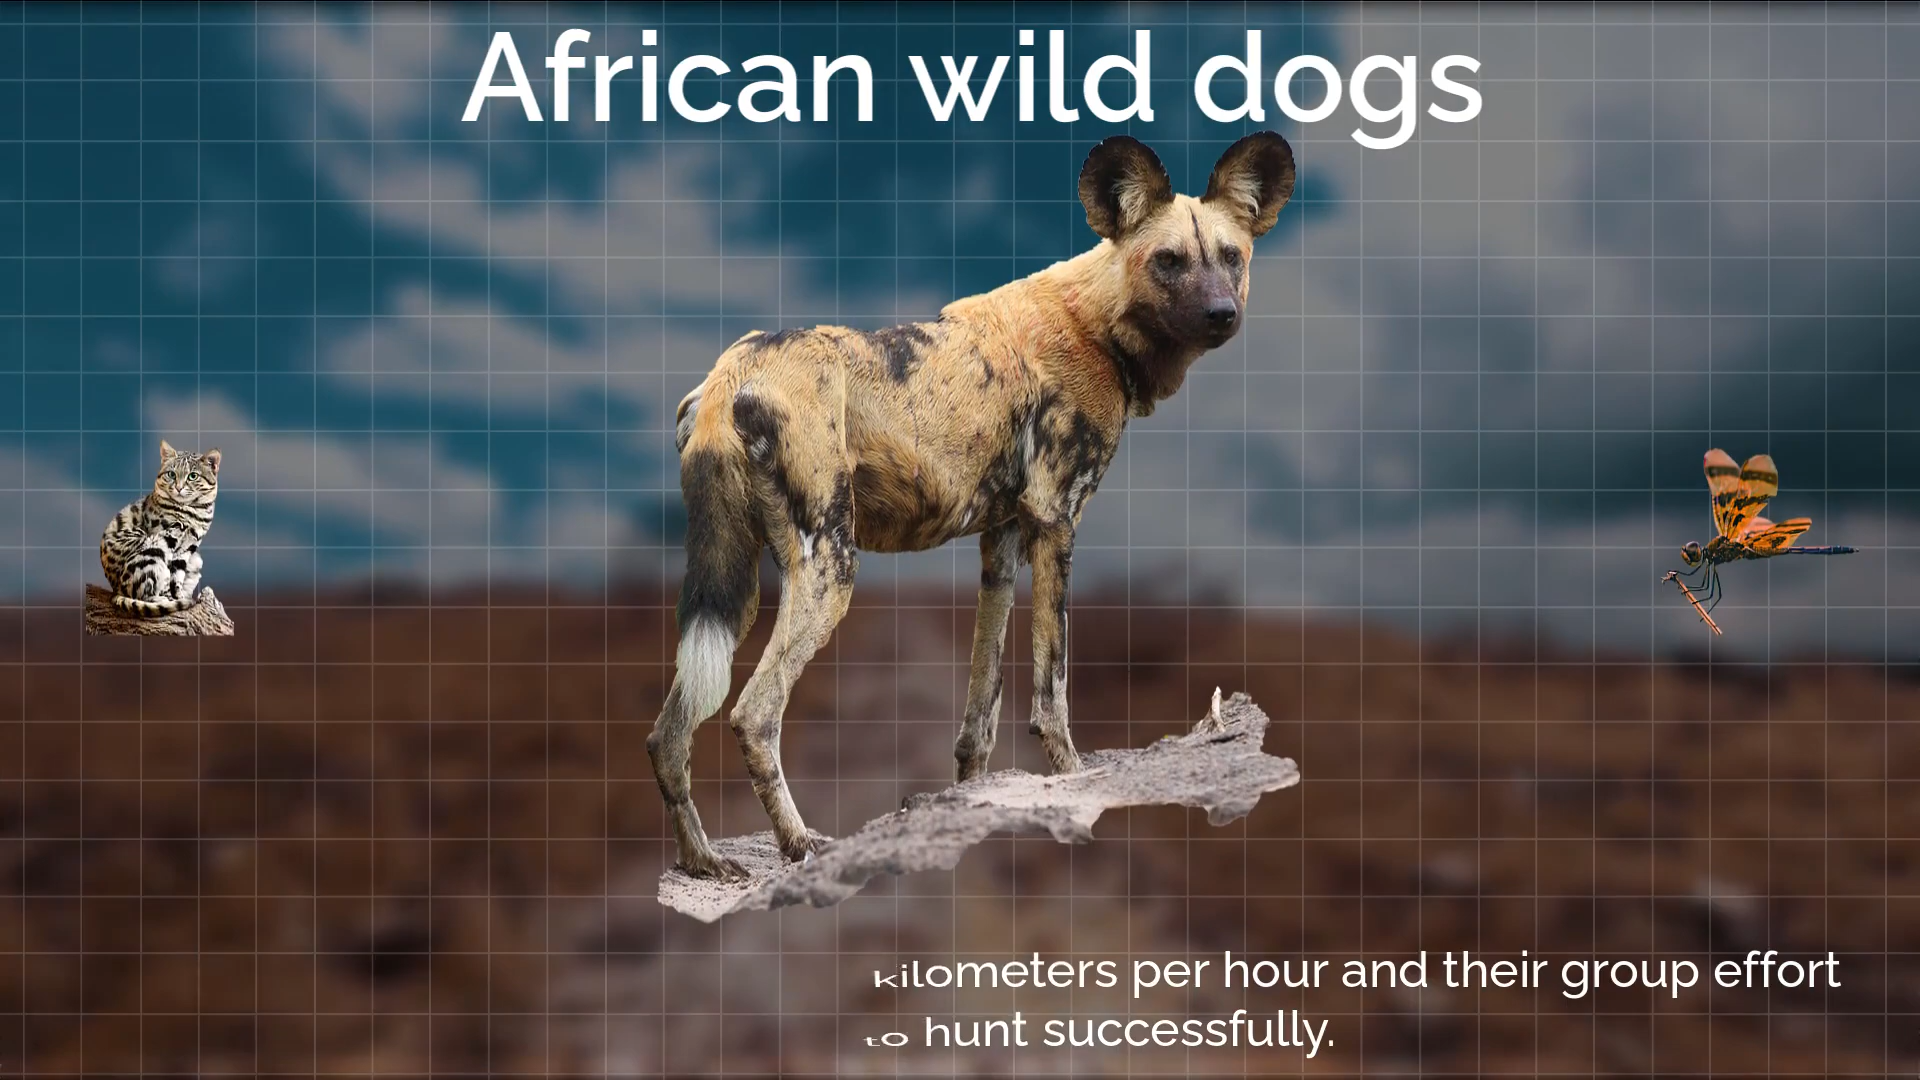 African wild dogs
kilometers per hour and their group effort
to hunt successfully.